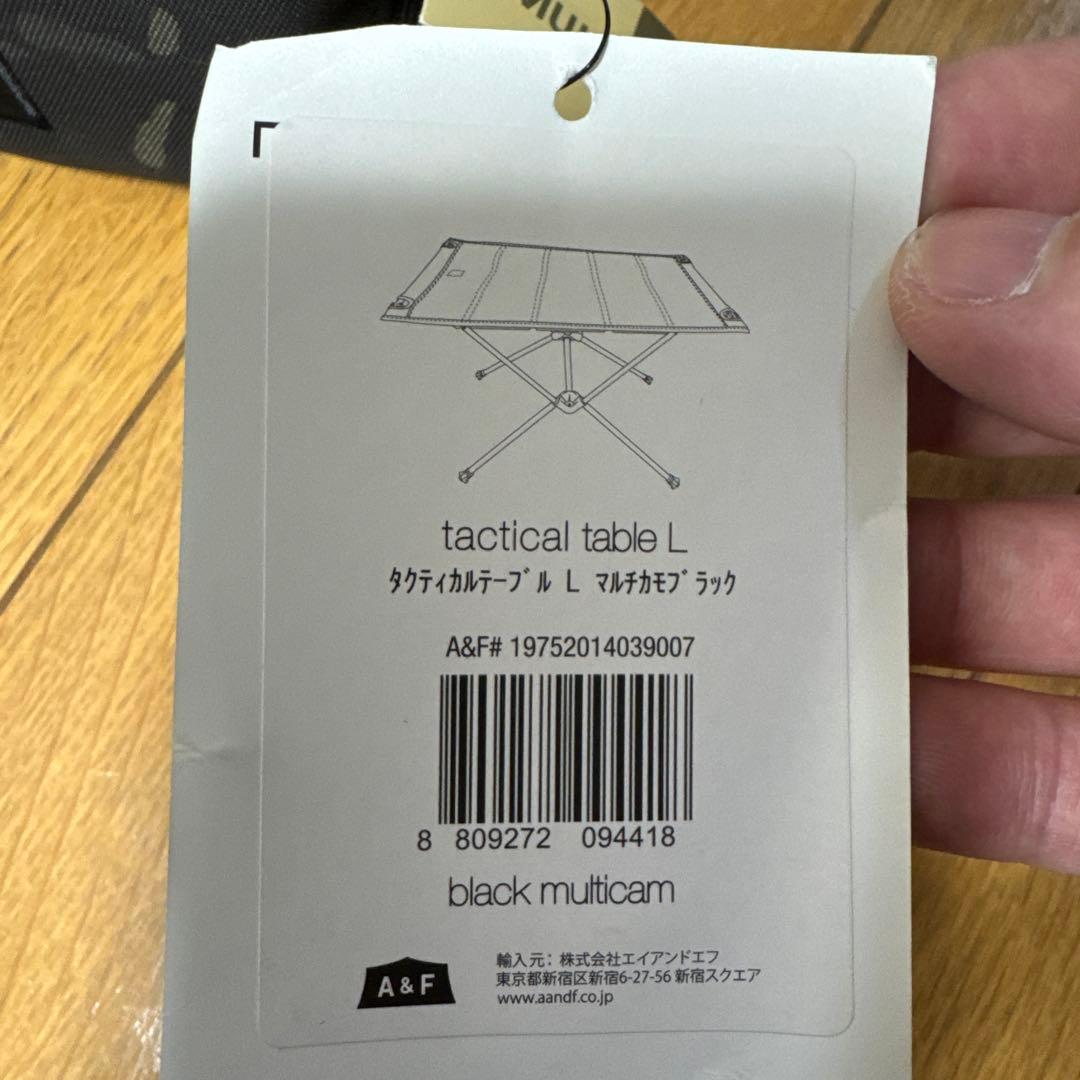 tactical table L
ﾀｸﾃｨｶﾙﾃｰﾌﾞﾙ L ﾏﾙﾁｶﾓﾌﾞﾗｯｸ
A&F# 19752014039007
8 809272 094418
black multicam
A & F
輸入元：株式会社エイアンドエフ
東京都新宿区新宿6-27-56 新宿スクエア
www.aandf.co.jp